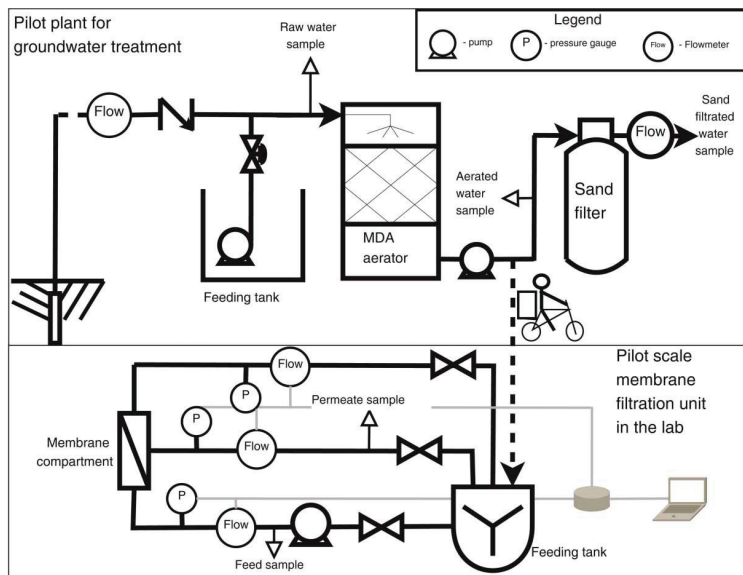 Pilot plant for
groundwater treatment
Raw water
sample
Legend
- pump
P
- pressure gauge
Flow
- Flowmeter
Flow
Flow
Sand
filtrated
water
sample
Aerated
water
sample
Sand
filter
MDA
aerator
Feeding tank
Pilot scale
membrane
filtration unit
in the lab
Flow
P
Permeate sample
P
Flow
Membrane
compartment
P
Flow
Feed sample
Feeding tank